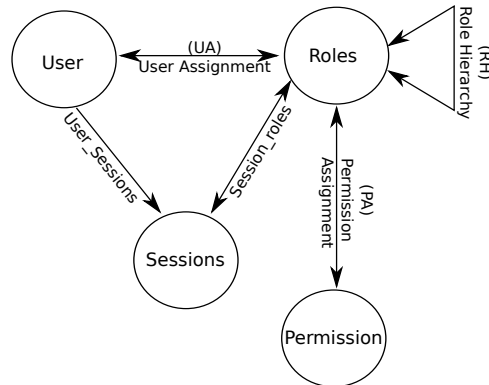 (UA)
User Assignment
User
Roles
(RH)
Role Hierarchy
User_Sessions
Session_roles
(PA)
Permission
Assignment
Sessions
Permission